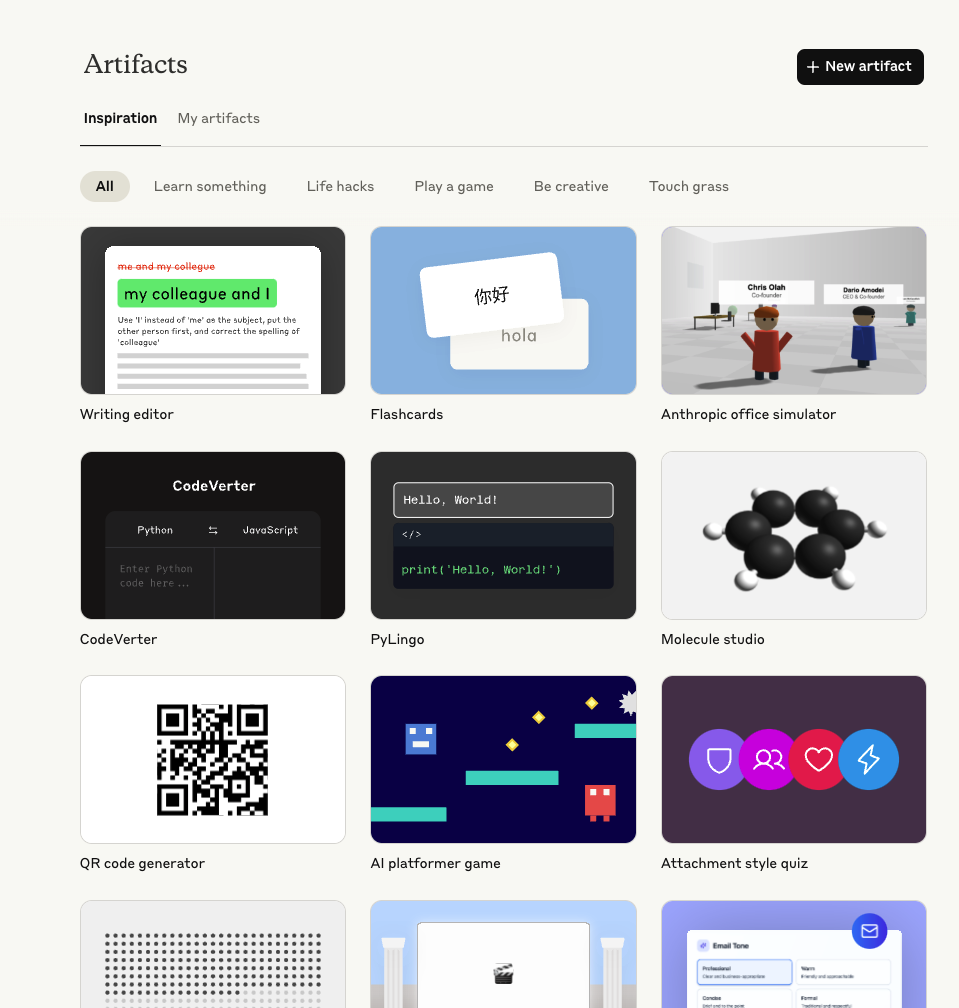 Artifacts
+ New artifact
Inspiration
My artifacts
All
Learn something
Life hacks
Play a game
Be creative
Touch grass
me and my collegue
my colleague and I
Use 'I' instead of 'me' as the subject, put the
other person first, and correct the spelling of
'colleague'
Writing editor
你好
hola
Flashcards
Chris Olah
Co-founder
Dario Amodei
CEO & Co-founder
Anthropic office simulator
CodeVerter
Python
JavaScript
Enter Python
code here...
CodeVerter
Hello, World!
</>
print('Hello, World!')
PyLingo
Molecule studio
QR code generator
AI platformer game
Attachment style quiz
Email Tone
Professional
Clear and business-appropriate
Warm
Friendly and approachable
Concise
Brief and to the point
Formal
Traditional and respectful